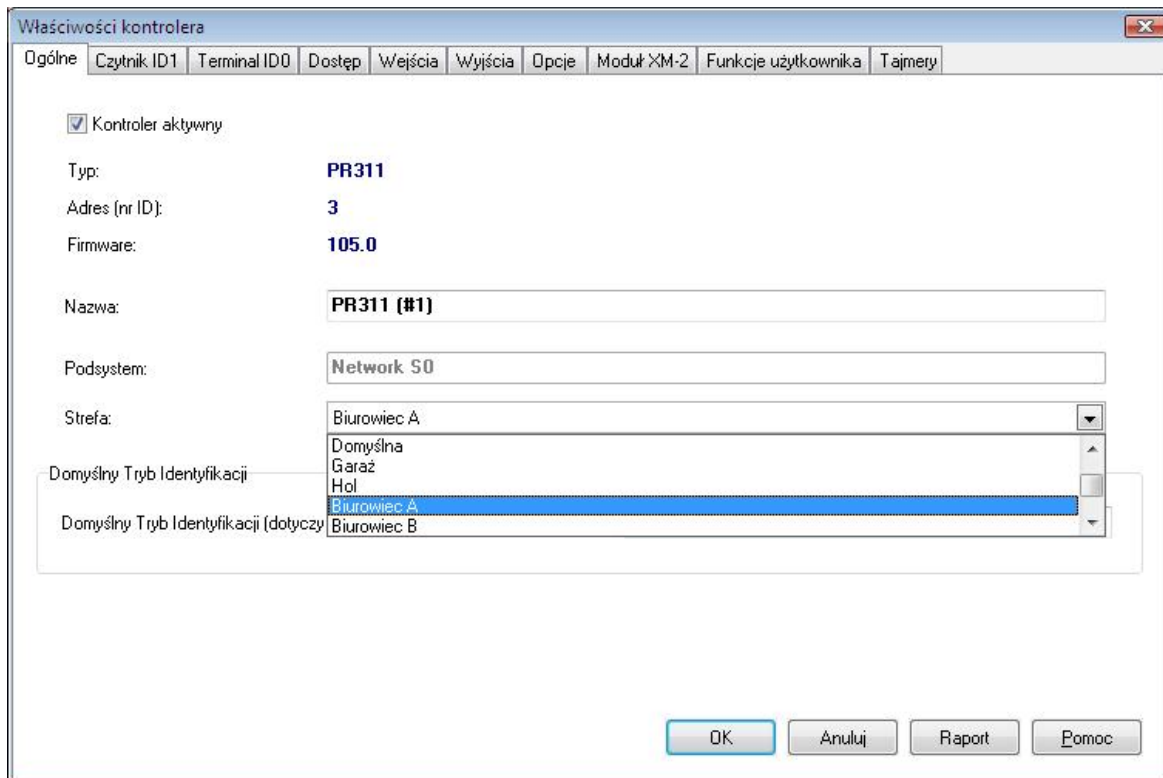 Właściwości kontrolera
Ogólne Czytnik ID1 Terminal ID0 Dostęp Wejścia Wyjścia Opcje Moduł XM-2 Funkcje użytkownika Tajmery
Kontroler aktywny
Typ: PR311
Adres (nr ID): 3
Firmware: 105.0
Nazwa: PR311 (#1)
Podsystem: Network S0
Strefa: Biurowiec A
Domyślna
Garaż
Hol
Biurowiec A
Biurowiec B
Domyślny Tryb Identyfikacji
Domyślny Tryb Identyfikacji (dotyczy
OK Anuluj Raport Pomoc